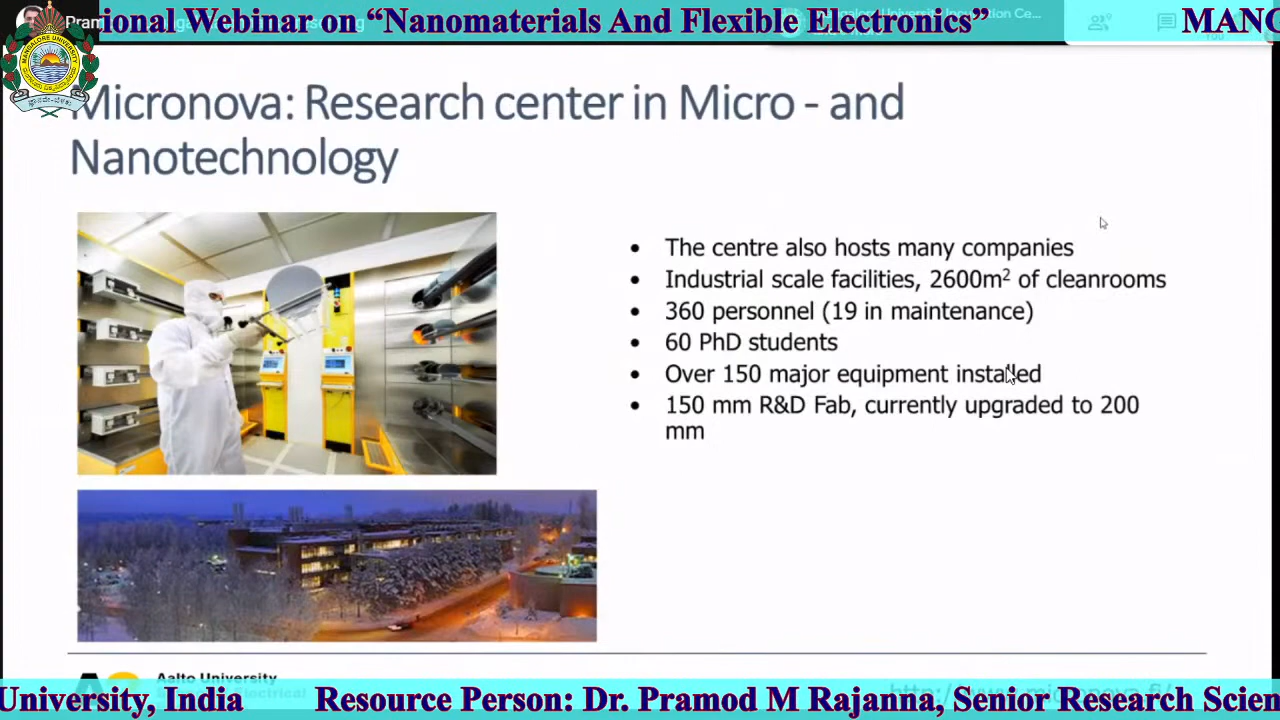 Pram
ional Webinar on “Nanomaterials And Flexible Electronics”
MANG
Micronova: Research center in Micro - and
Nanotechnology
• The centre also hosts many companies
• Industrial scale facilities, 2600m² of cleanrooms
• 360 personnel (19 in maintenance)
• 60 PhD students
• Over 150 major equipment installed
• 150 mm R&D Fab, currently upgraded to 200
mm
Aalto University
University, India
Resource Person: Dr. Pramod M Rajanna, Senior Research Scien